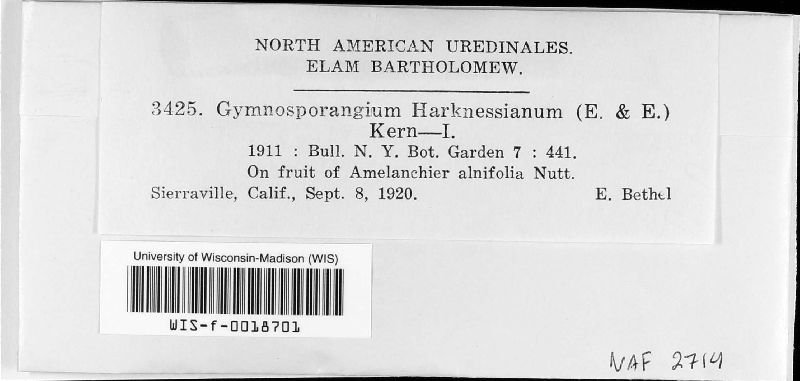 NORTH AMERICAN UREDINALES.
ELAM BARTHOLOMEW.
3425. Gymnosporangium Harknessianum (E. & E.)
Kern—I.
1911 : Bull. N. Y. Bot. Garden 7 : 441.
On fruit of Amelanchier alnifolia Nutt.
Sierraville, Calif., Sept. 8, 1920. E. Bethel
University of Wisconsin-Madison (WIS)
WIS-f-0018701
NAF 2714